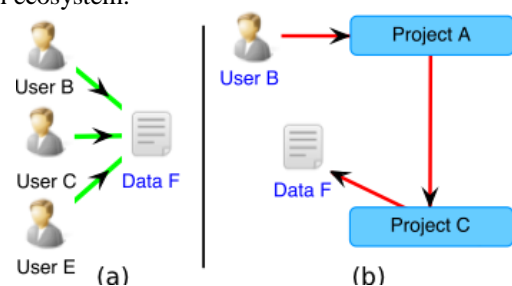 ecosystem.
User B
User C
Data F
User E
(a)
User B
Project A
Data F
Project C
(b)